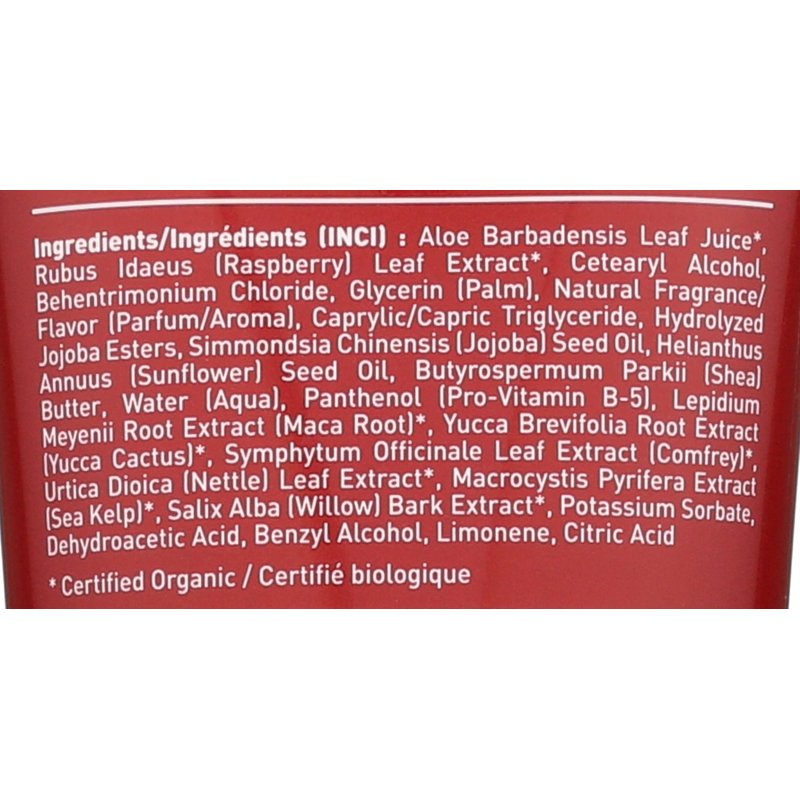 Ingredients/Ingrédients (INCI) : Aloe Barbadensis Leaf Juice*,
Rubus Idaeus (Raspberry) Leaf Extract*, Cetearyl Alcohol,
Behentrimonium Chloride, Glycerin (Palm), Natural Fragrance/
Flavor (Parfum/Aroma), Caprylic/Capric Triglyceride, Hydrolyzed
Jojoba Esters, Simmondsia Chinensis (Jojoba) Seed Oil, Helianthus
Annuus (Sunflower) Seed Oil, Butyrospermum Parkii (Shea)
Butter, Water (Aqua), Panthenol (Pro-Vitamin B-5), Lepidium
Meyenii Root Extract (Maca Root)*, Yucca Brevifolia Root Extract
(Yucca Cactus)*, Symphytum Officinale Leaf Extract (Comfrey)*,
Urtica Dioica (Nettle) Leaf Extract*, Macrocystis Pyrifera Extract
(Sea Kelp)*, Salix Alba (Willow) Bark Extract*, Potassium Sorbate,
Dehydroacetic Acid, Benzyl Alcohol, Limonene, Citric Acid
* Certified Organic / Certifié biologique